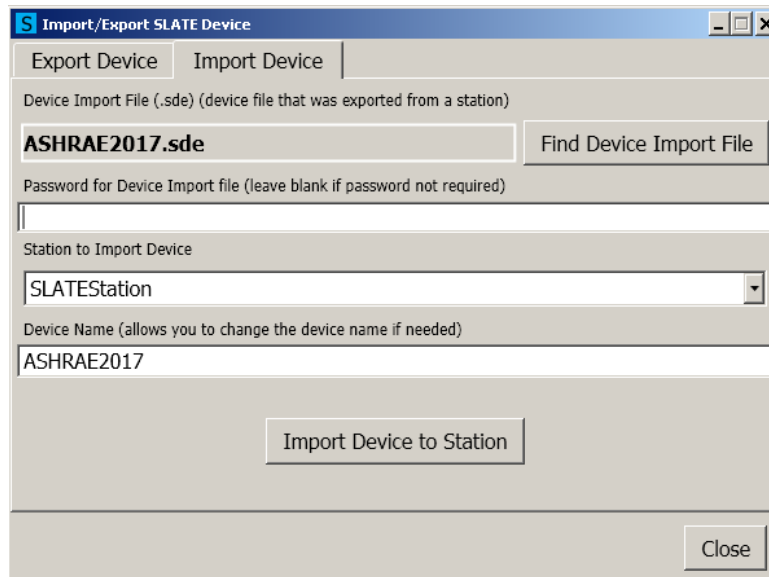 S Import/Export SLATE Device
Export Device Import Device
Device Import File (.sde) (device file that was exported from a station)
ASHRAE2017.sde Find Device Import File
Password for Device Import file (leave blank if password not required)
Station to Import Device
SLATEStation
Device Name (allows you to change the device name if needed)
ASHRAE2017
Import Device to Station
Close